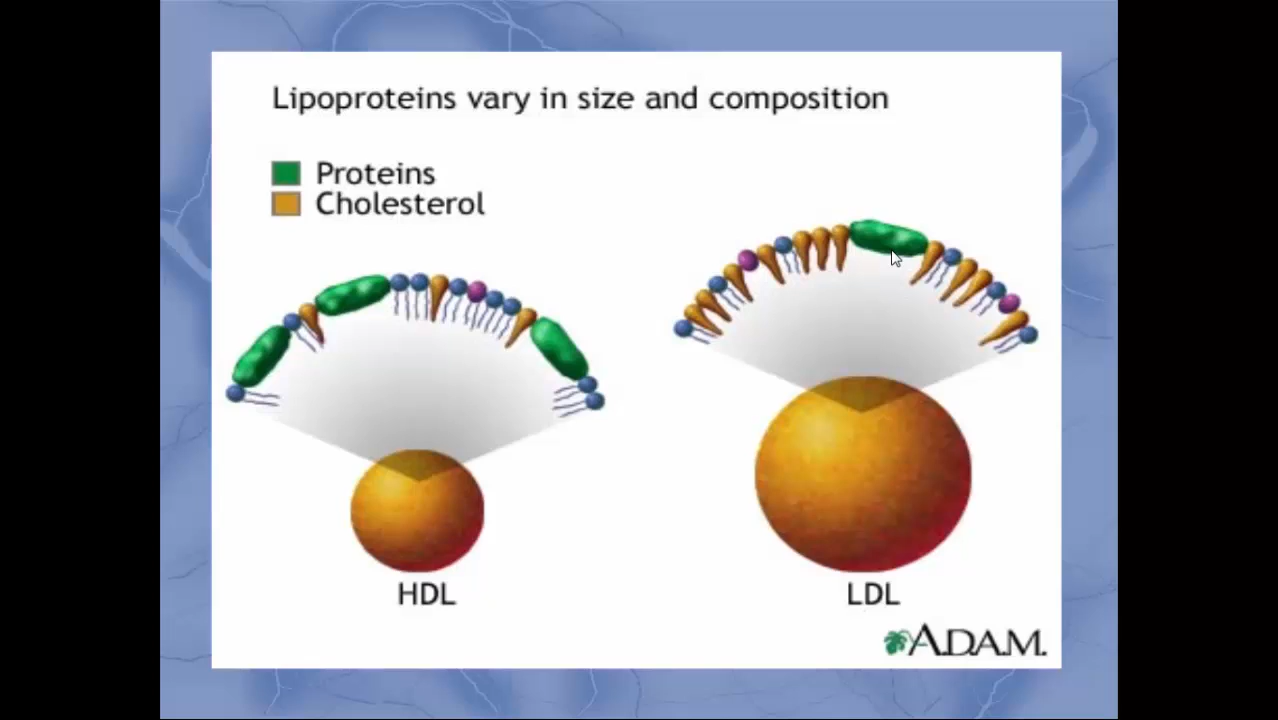 Lipoproteins vary in size and composition
Proteins
Cholesterol
HDL
LDL
A.D.A.M.